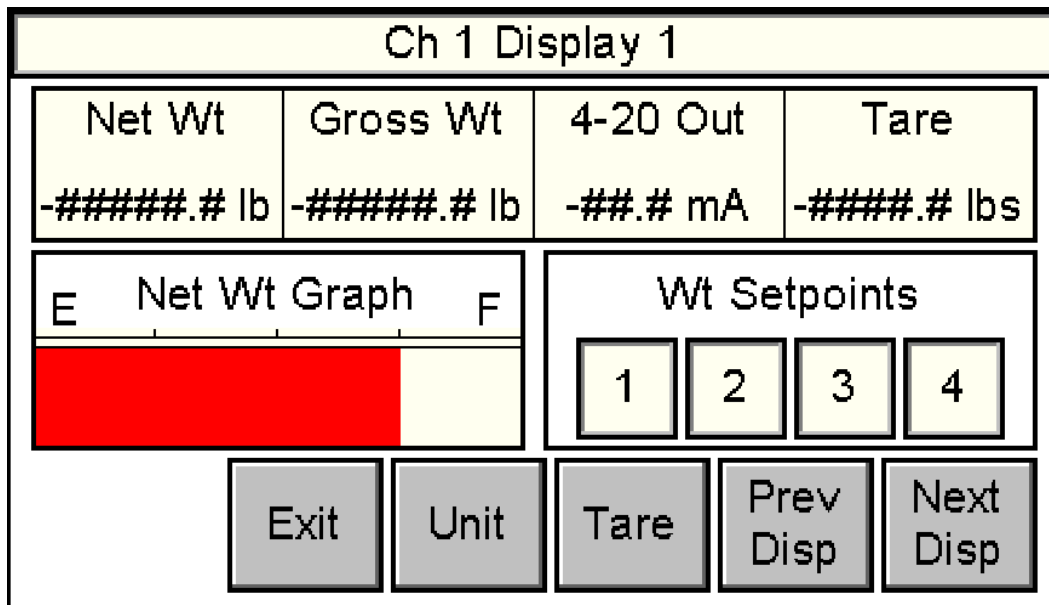 Ch 1 Display 1
Net Wt Gross Wt 4-20 Out Tare
-#####.# lb -#####.# lb -##.# mA -####.# lbs
E Net Wt Graph F Wt Setpoints
1 2 3 4
Exit Unit Tare Prev Disp Next Disp